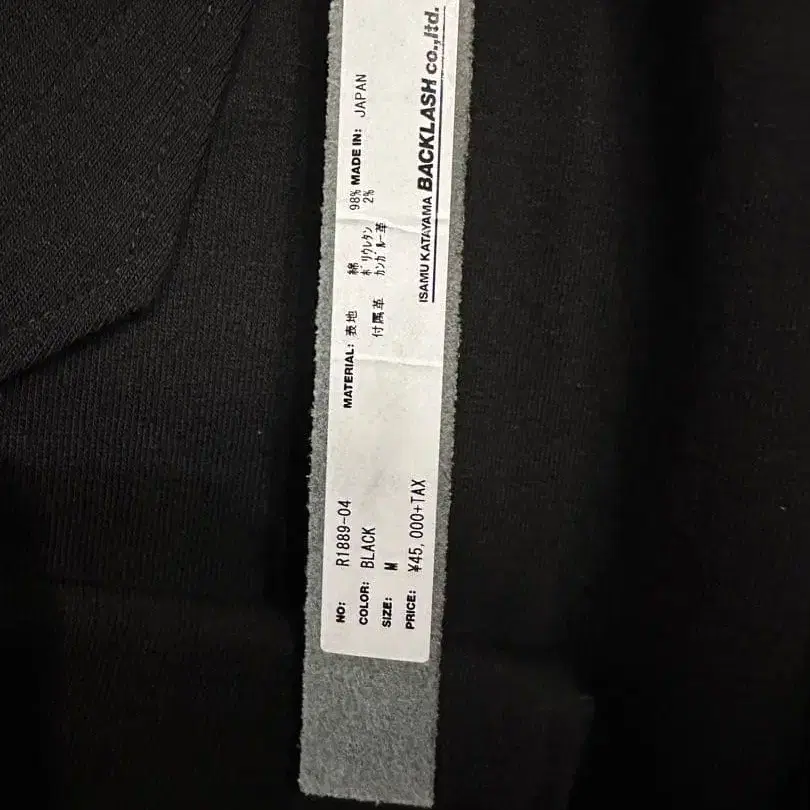 NO: R1889-04
COLOR: BLACK
SIZE: M
PRICE: ¥45,000+TAX
MATERIAL: 表地 綿 98%
ポリウレタン 2%
付属革 カンガルー革
MADE IN: JAPAN
ISAMU KATAYAMA BACKLASH co.,ltd.